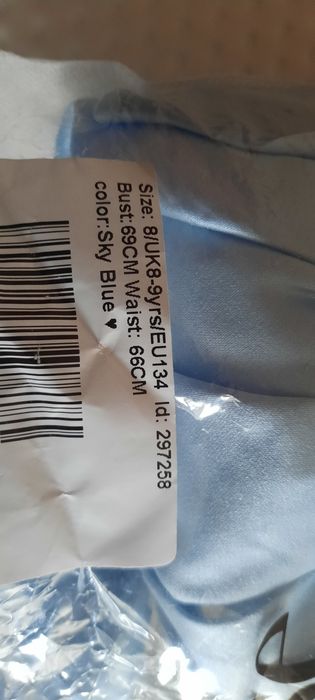 Size: 8/UK8-9yrs/EU134 Id: 297258
Bust:69CM Waist: 66CM
color:Sky Blue ♥